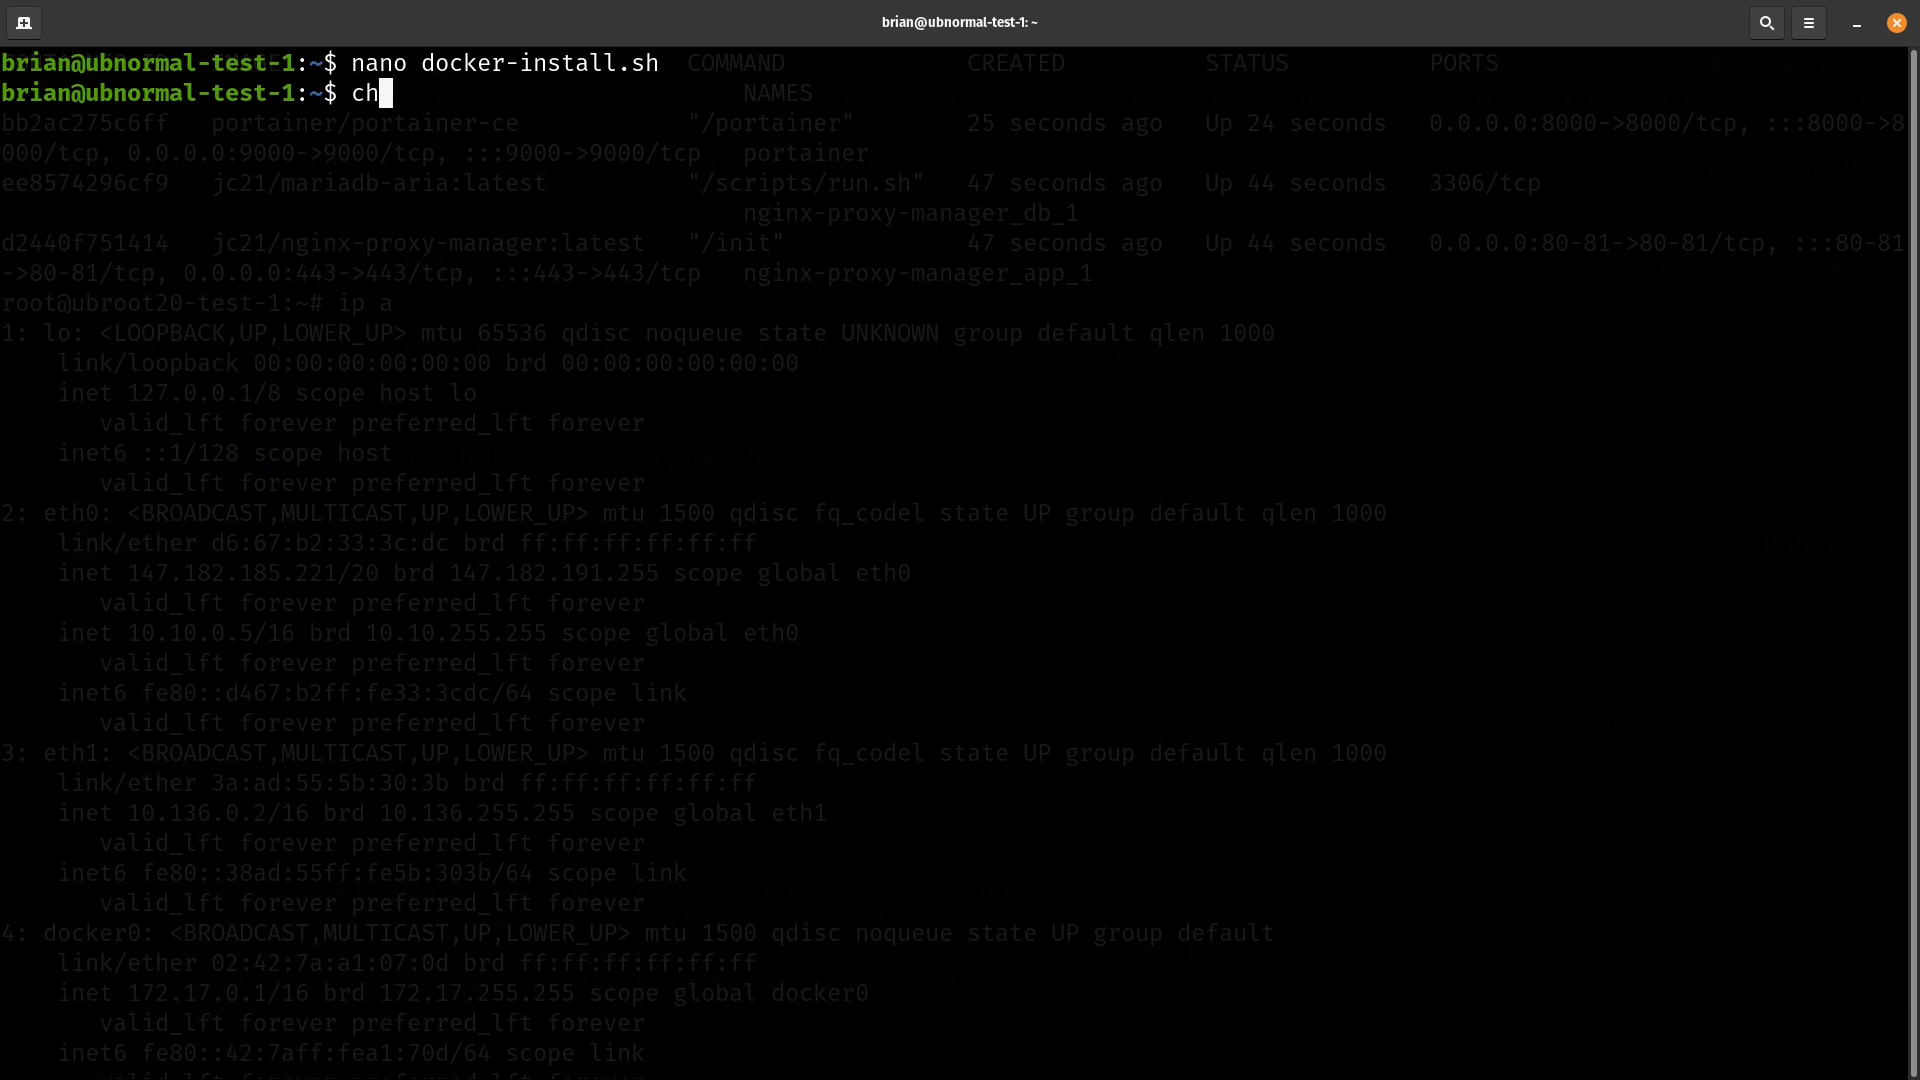 brian@ubnormal-test-1: ~
brian@ubnormal-test-1:~$ nano docker-install.sh COMMAND CREATED STATUS PORTS
brian@ubnormal-test-1:~$ ch NAMES
bb2ac275c6ff portainer/portainer-ce "/portainer" 25 seconds ago Up 24 seconds 0.0.0.0:8000->8000/tcp, :::8000->8
000/tcp, 0.0.0.0:9000->9000/tcp, :::9000->9000/tcp portainer
ee8574296cf9 jc21/mariadb-aria:latest "/scripts/run.sh" 47 seconds ago Up 44 seconds 3306/tcp
nginx-proxy-manager_db_1
d2440f751414 jc21/nginx-proxy-manager:latest "/init" 47 seconds ago Up 44 seconds 0.0.0.0:80-81->80-81/tcp, :::80-81
->80-81/tcp, 0.0.0.0:443->443/tcp, :::443->443/tcp nginx-proxy-manager_app_1
root@ubroot20-test-1:~# ip a
1: lo: <LOOPBACK,UP,LOWER_UP> mtu 65536 qdisc noqueue state UNKNOWN group default qlen 1000
link/loopback 00:00:00:00:00:00 brd 00:00:00:00:00:00
inet 127.0.0.1/8 scope host lo
valid_lft forever preferred_lft forever
inet6 ::1/128 scope host
valid_lft forever preferred_lft forever
2: eth0: <BROADCAST,MULTICAST,UP,LOWER_UP> mtu 1500 qdisc fq_codel state UP group default qlen 1000
link/ether d6:67:b2:33:3c:dc brd ff:ff:ff:ff:ff:ff
inet 147.182.185.221/20 brd 147.182.191.255 scope global eth0
valid_lft forever preferred_lft forever
inet 10.10.0.5/16 brd 10.10.255.255 scope global eth0
valid_lft forever preferred_lft forever
inet6 fe80::d467:b2ff:fe33:3cdc/64 scope link
valid_lft forever preferred_lft forever
3: eth1: <BROADCAST,MULTICAST,UP,LOWER_UP> mtu 1500 qdisc fq_codel state UP group default qlen 1000
link/ether 3a:ad:55:5b:30:3b brd ff:ff:ff:ff:ff:ff
inet 10.136.0.2/16 brd 10.136.255.255 scope global eth1
valid_lft forever preferred_lft forever
inet6 fe80::38ad:55ff:fe5b:303b/64 scope link
valid_lft forever preferred_lft forever
4: docker0: <BROADCAST,MULTICAST,UP,LOWER_UP> mtu 1500 qdisc noqueue state UP group default
link/ether 02:42:7a:a1:07:0d brd ff:ff:ff:ff:ff:ff
inet 172.17.0.1/16 brd 172.17.255.255 scope global docker0
valid_lft forever preferred_lft forever
inet6 fe80::42:7aff:fea1:70d/64 scope link